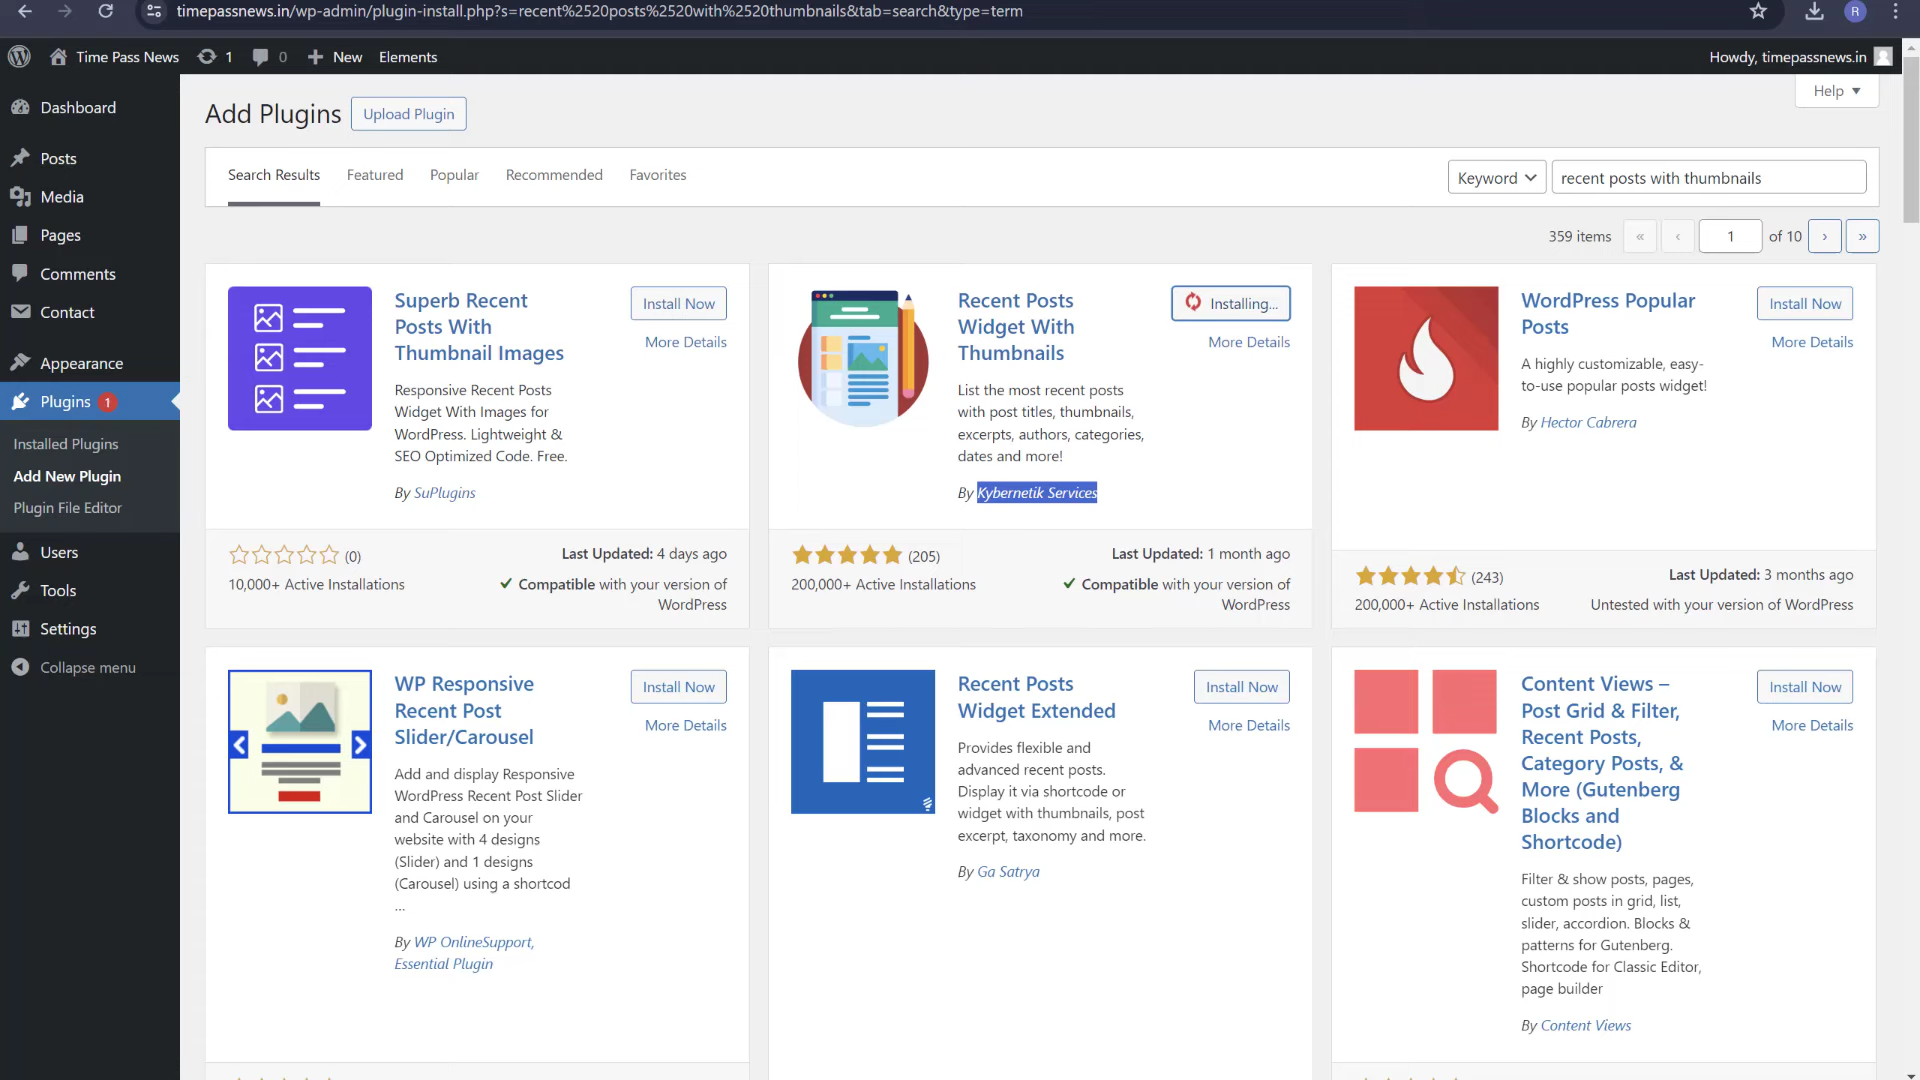 timepassnews.in/wp-admin/plugin-install.php?s=recent%2520posts%2520with%2520thumbnails&tab=search&type=term
R
Time Pass News
1
0
New
Elements
Howdy, timepassnews.in
Dashboard
Posts
Media
Pages
Comments
Contact
Appearance
Plugins 1
Installed Plugins
Add New Plugin
Plugin File Editor
Users
Tools
Settings
Collapse menu
Help
Add Plugins
Upload Plugin
Search Results
Featured
Popular
Recommended
Favorites
Keyword
recent posts with thumbnails
359 items
«
‹
1
of 10
›
»
Superb Recent
Posts With
Thumbnail Images
Install Now
More Details
Responsive Recent Posts
Widget With Images for
WordPress. Lightweight &
SEO Optimized Code. Free.
By SuPlugins
(0)
Last Updated: 4 days ago
10,000+ Active Installations
Compatible with your version of
WordPress
Recent Posts
Widget With
Thumbnails
Installing...
More Details
List the most recent posts
with post titles, thumbnails,
excerpts, authors, categories,
dates and more!
By Kybernetik Services
(205)
Last Updated: 1 month ago
200,000+ Active Installations
Compatible with your version of
WordPress
WordPress Popular
Posts
Install Now
More Details
A highly customizable, easy-
to-use popular posts widget!
By Hector Cabrera
(243)
Last Updated: 3 months ago
200,000+ Active Installations
Untested with your version of WordPress
WP Responsive
Recent Post
Slider/Carousel
Install Now
More Details
Add and display Responsive
WordPress Recent Post Slider
and Carousel on your
website with 4 designs
(Slider) and 1 designs
(Carousel) using a shortcod
...
By WP OnlineSupport,
Essential Plugin
Recent Posts
Widget Extended
Install Now
More Details
Provides flexible and
advanced recent posts.
Display it via shortcode or
widget with thumbnails, post
excerpt, taxonomy and more.
By Ga Satrya
Content Views –
Post Grid & Filter,
Recent Posts,
Category Posts, &
More (Gutenberg
Blocks and
Shortcode)
Install Now
More Details
Filter & show posts, pages,
custom posts in grid, list,
slider, accordion. Blocks &
patterns for Gutenberg.
Shortcode for Classic Editor,
page builder
By Content Views